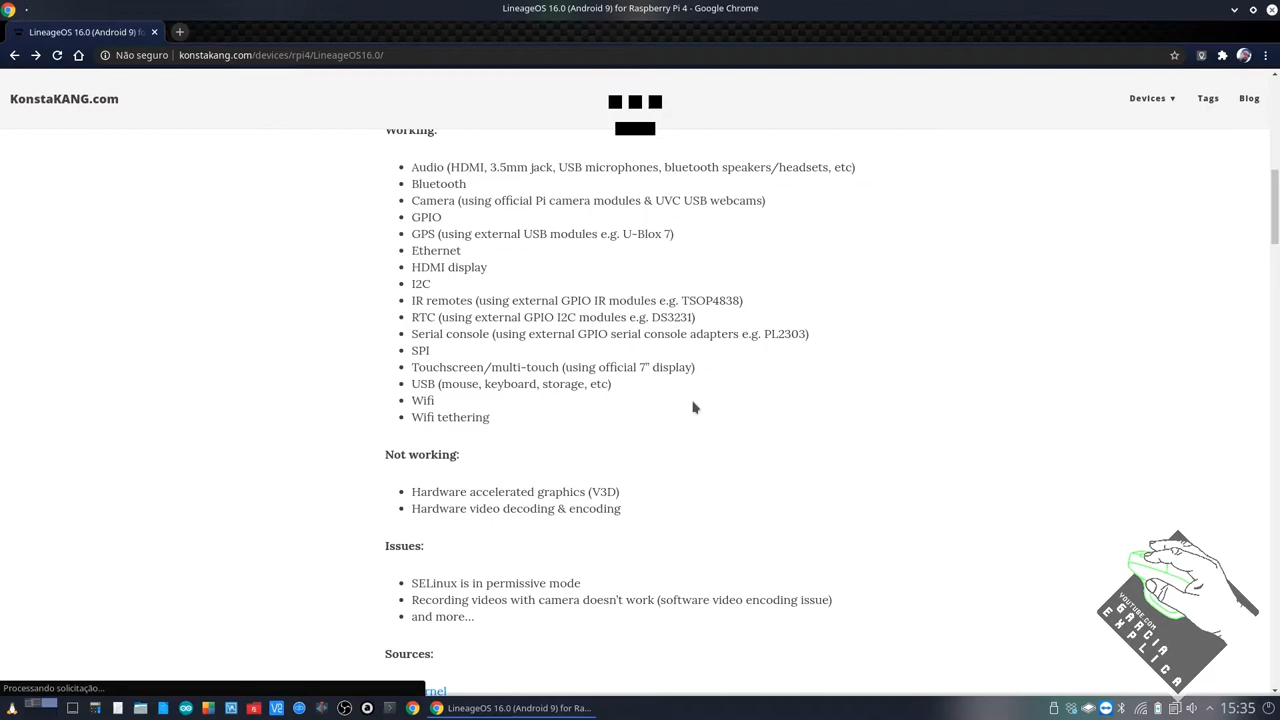 LineageOS 16.0 (Android 9) for Raspberry Pi 4 - Google Chrome
LineageOS 16.0 (Android 9) fo
Não seguro
konstakang.com/devices/rpi4/LineageOS16.0/
KonstaKANG.com
Devices ▾
Tags
Blog
Working:
• Audio (HDMI, 3.5mm jack, USB microphones, bluetooth speakers/headsets, etc)
• Bluetooth
• Camera (using official Pi camera modules & UVC USB webcams)
• GPIO
• GPS (using external USB modules e.g. U-Blox 7)
• Ethernet
• HDMI display
• I2C
• IR remotes (using external GPIO IR modules e.g. TSOP4838)
• RTC (using external GPIO I2C modules e.g. DS3231)
• Serial console (using external GPIO serial console adapters e.g. PL2303)
• SPI
• Touchscreen/multi-touch (using official 7” display)
• USB (mouse, keyboard, storage, etc)
• Wifi
• Wifi tethering
Not working:
• Hardware accelerated graphics (V3D)
• Hardware video decoding & encoding
Issues:
• SELinux is in permissive mode
• Recording videos with camera doesn’t work (software video encoding issue)
• and more…
Sources:
rnel
Processando solicitação...
YOUTUBE.COM
GARCIA
EXPLICA
LineageOS 16.0 (Android 9) for Ra...
15:35